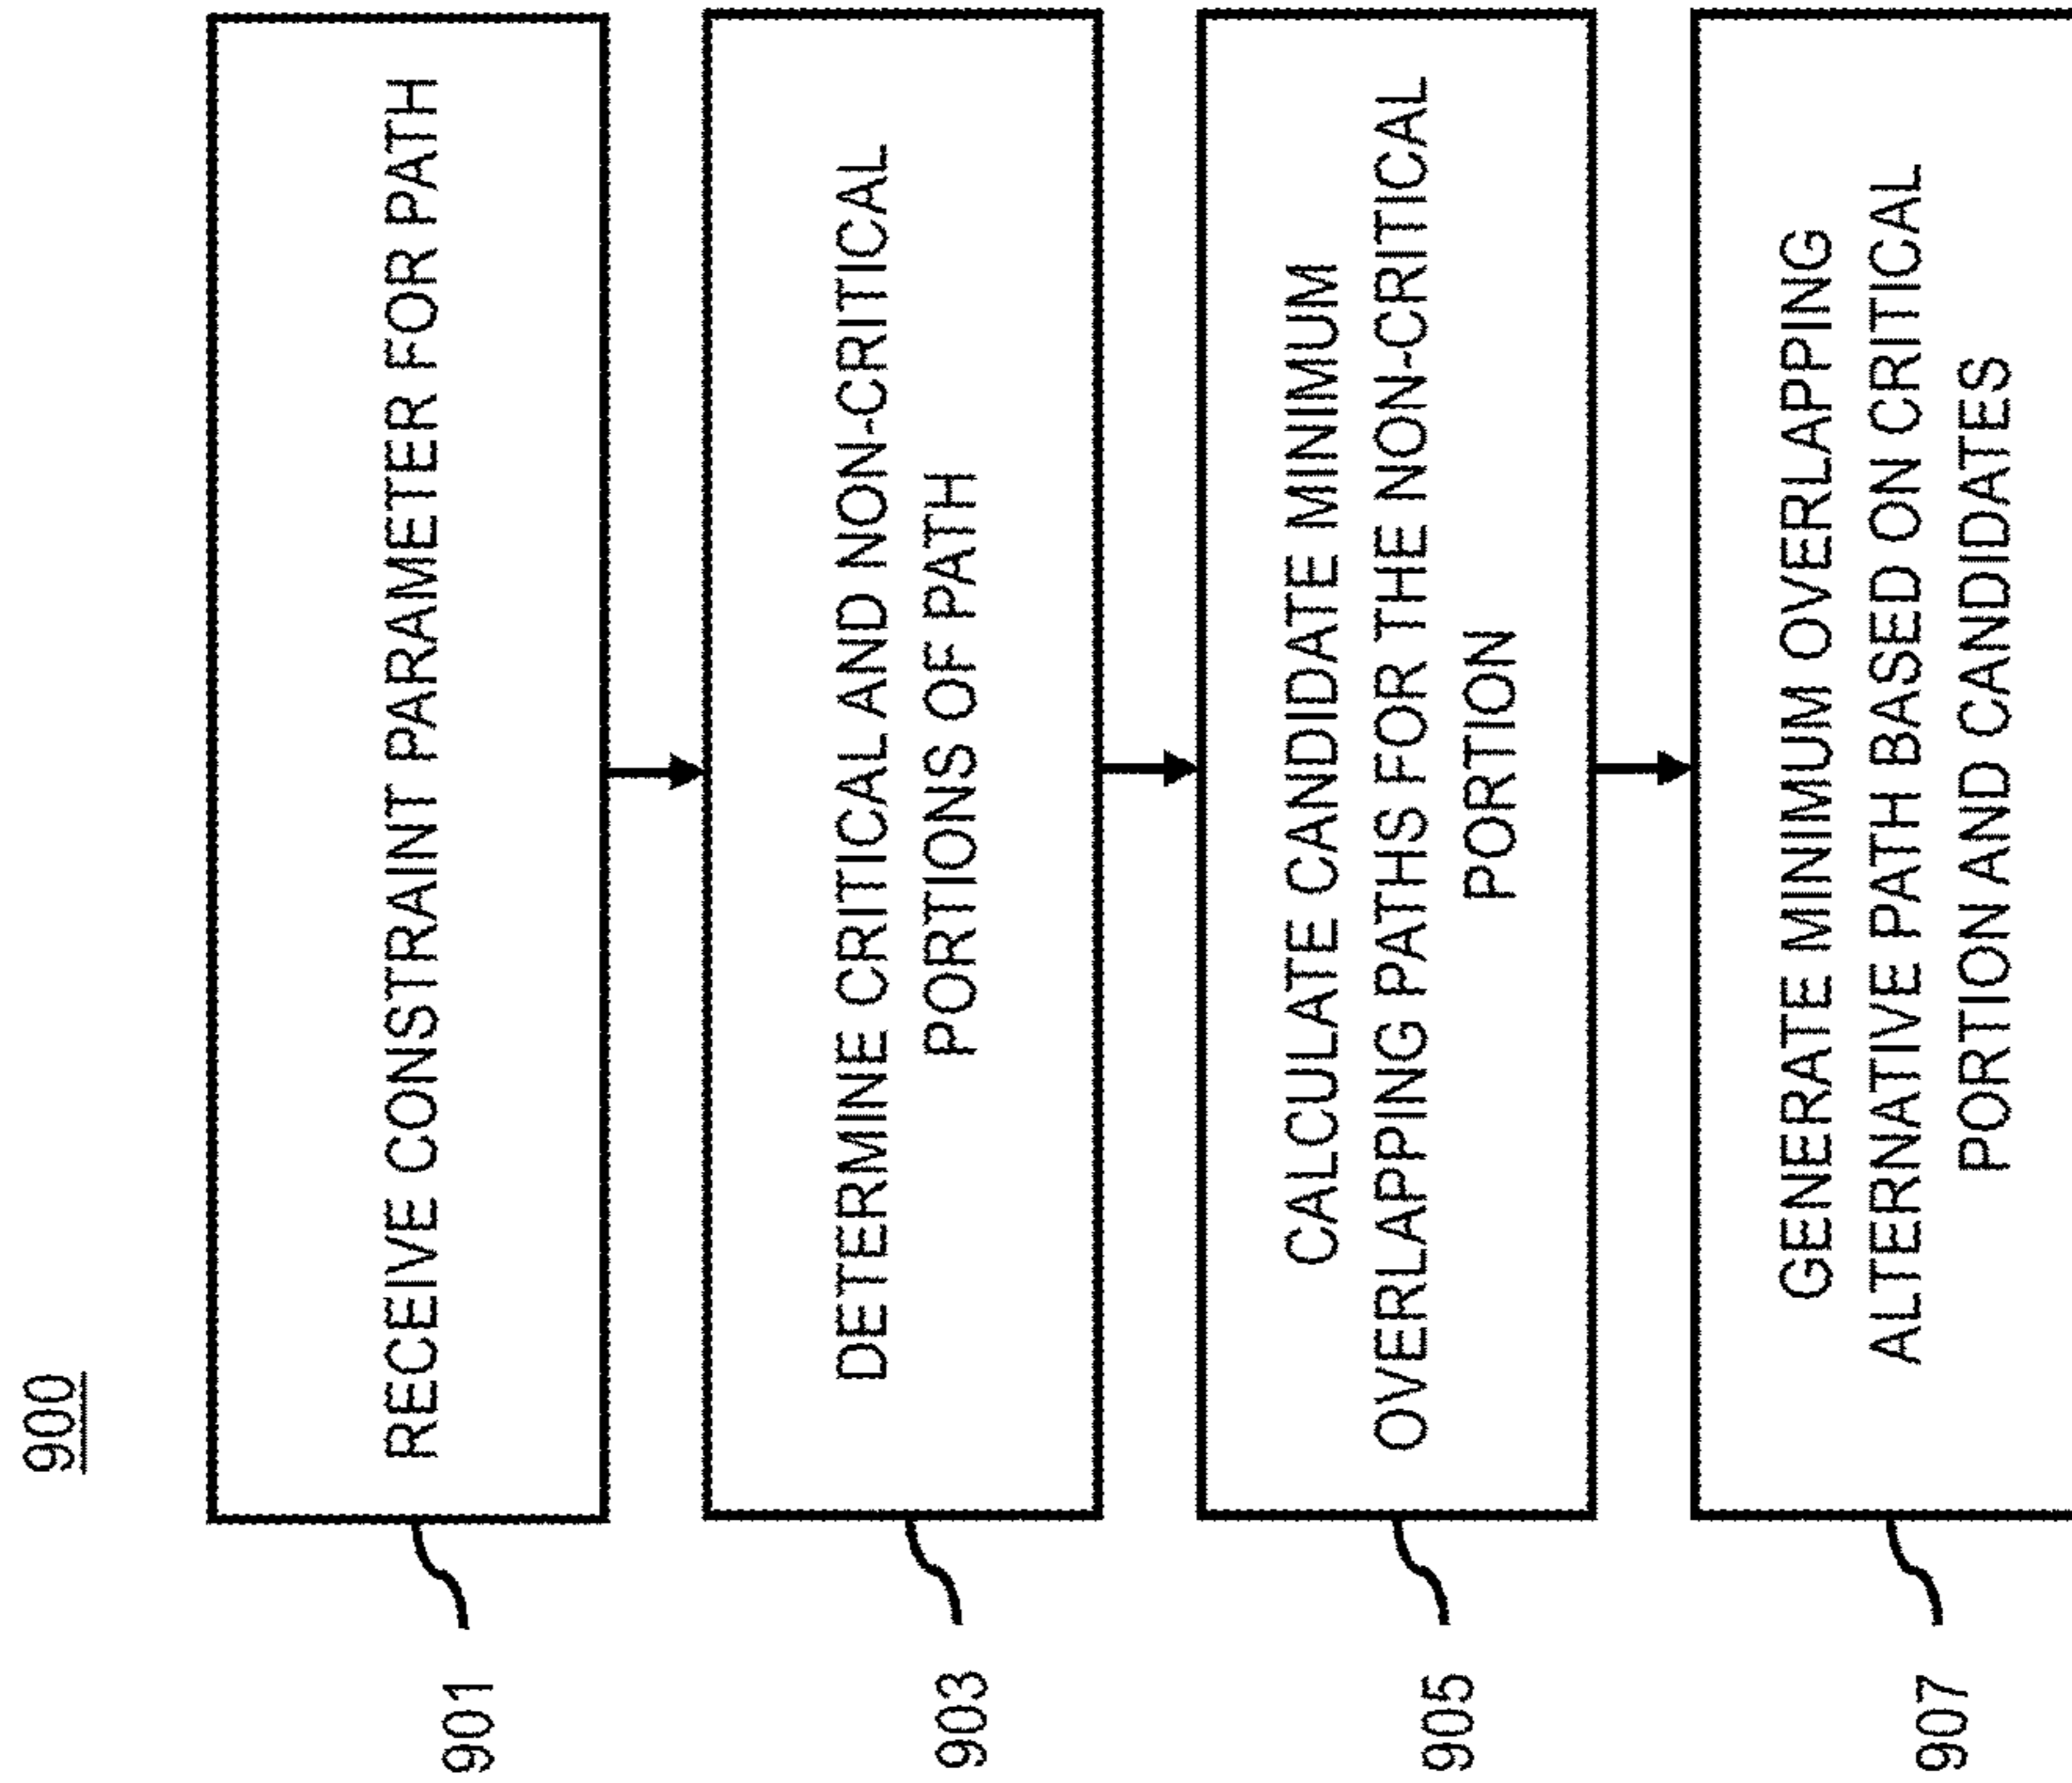 900
901
RECEIVE CONSTRAINT PARAMETER FOR PATH
903
DETERMINE CRITICAL AND NON-CRITICAL
PORTIONS OF PATH
905
CALCULATE CANDIDATE MINIMUM
OVERLAPPING PATHS FOR THE NON-CRITICAL
PORTION
907
GENERATE MINIMUM OVERLAPPING
ALTERNATIVE PATH BASED ON CRITICAL
PORTION AND CANDIDATES